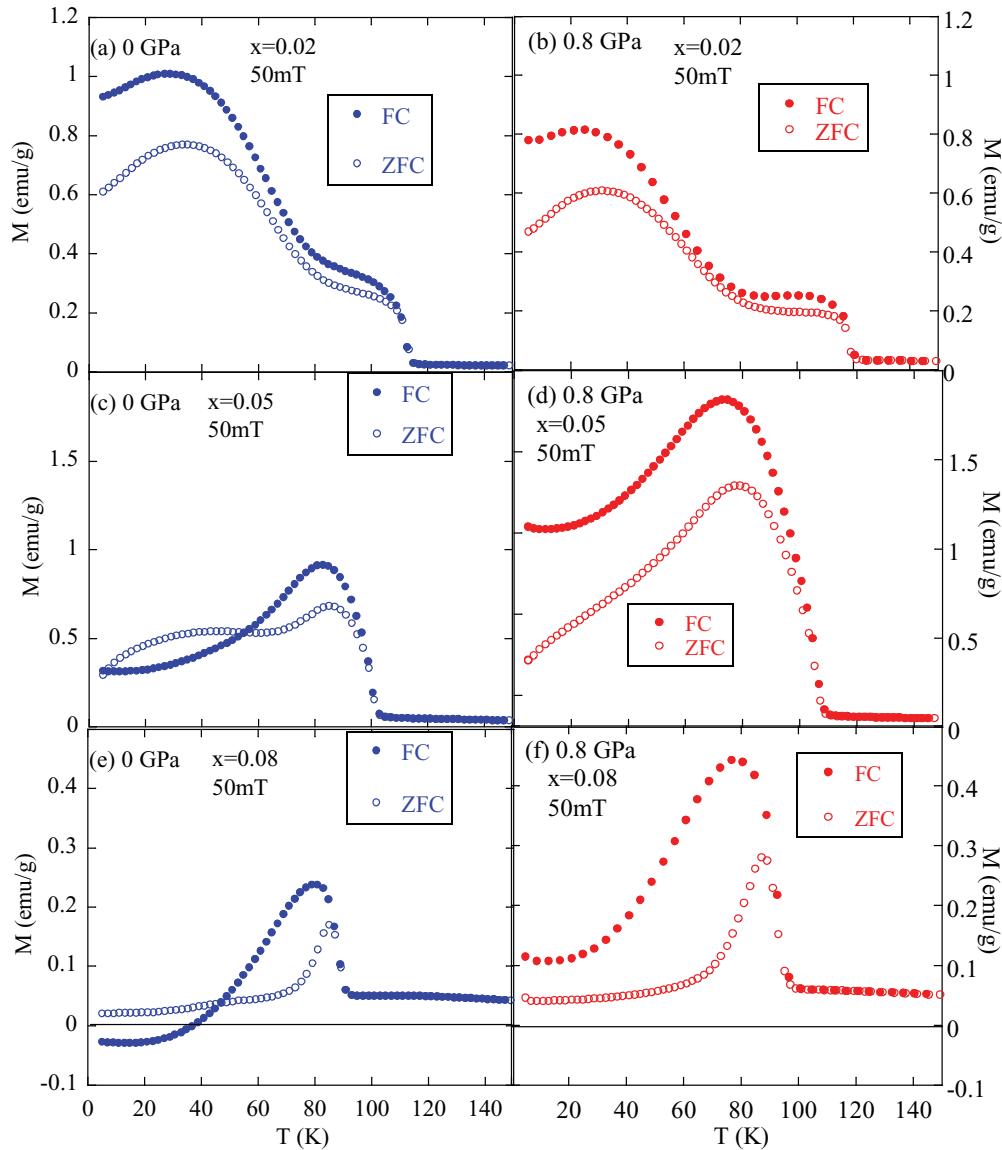 1.2
1
0.8
0.6
0.4
0.2
0
M (emu/g)
(a) 0 GPa
x=0.02
50mT
FC
ZFC
(b) 0.8 GPa
x=0.02
50mT
FC
ZFC
1.2
1
0.8
0.6
0.4
0.2
0
M (emu/g)
1.5
1
0.5
0
M (emu/g)
(c) 0 GPa
x=0.05
50mT
FC
ZFC
(d) 0.8 GPa
x=0.05
50mT
FC
ZFC
1.5
1
0.5
0
M (emu/g)
0.4
0.3
0.2
0.1
0
-0.1
M (emu/g)
(e) 0 GPa
x=0.08
50mT
FC
ZFC
(f) 0.8 GPa
x=0.08
50mT
FC
ZFC
0.4
0.3
0.2
0.1
0
-0.1
M (emu/g)
0 20 40 60 80 100 120 140
T (K)
20 40 60 80 100 120 140
T (K)